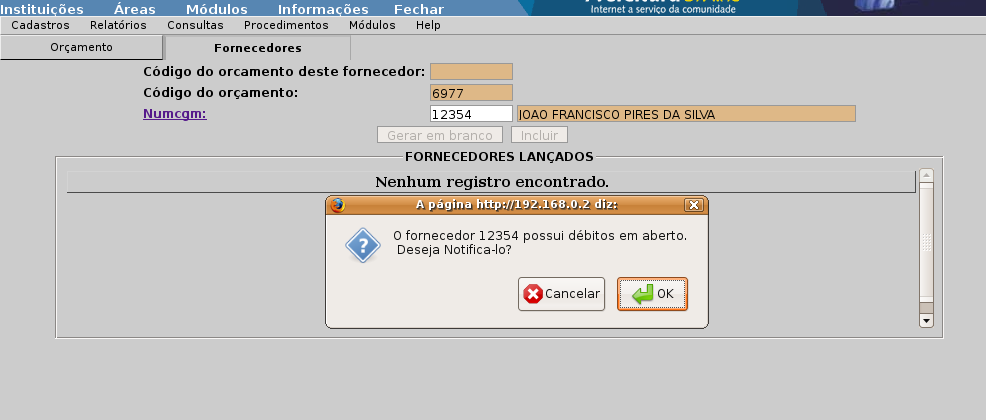 Internet a serviço da comunidade
Instituições Áreas Módulos Informações Fechar
Cadastros Relatórios Consultas Procedimentos Módulos Help
Orçamento Fornecedores
Código do orcamento deste fornecedor:
Código do orçamento: 6977
Numcgm: 12354 JOAO FRANCISCO PIRES DA SILVA
Gerar em branco Incluir
FORNECEDORES LANÇADOS
Nenhum registro encontrado.
A página http://192.168.0.2 diz:
O fornecedor 12354 possui débitos em aberto.
Deseja Notifica-lo?
Cancelar OK